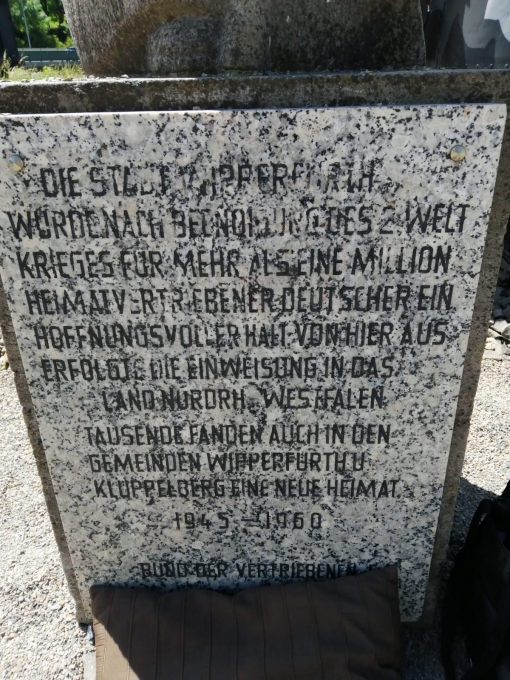 DIE STADT WIPPERFÜRTH
WURDE NACH BEENDIGUNG DES 2 WELT
KRIEGES FÜR MEHR ALS EINE MILLION
HEIMATVERTRIEBENER DEUTSCHER EIN
HOFFNUNGSVOLLER HALT. VON HIER AUS
ERFOLGTE DIE EINWEISUNG IN DAS
LAND NORDRH. WESTFALEN
TAUSENDE FANDEN AUCH IN DEN
GEMEINDEN WIPPERFÜRTH U
KLÜPPELBERG EINE NEUE HEIMAT.
– 1945 – 1960
BUND DER VERTRIEBENEN